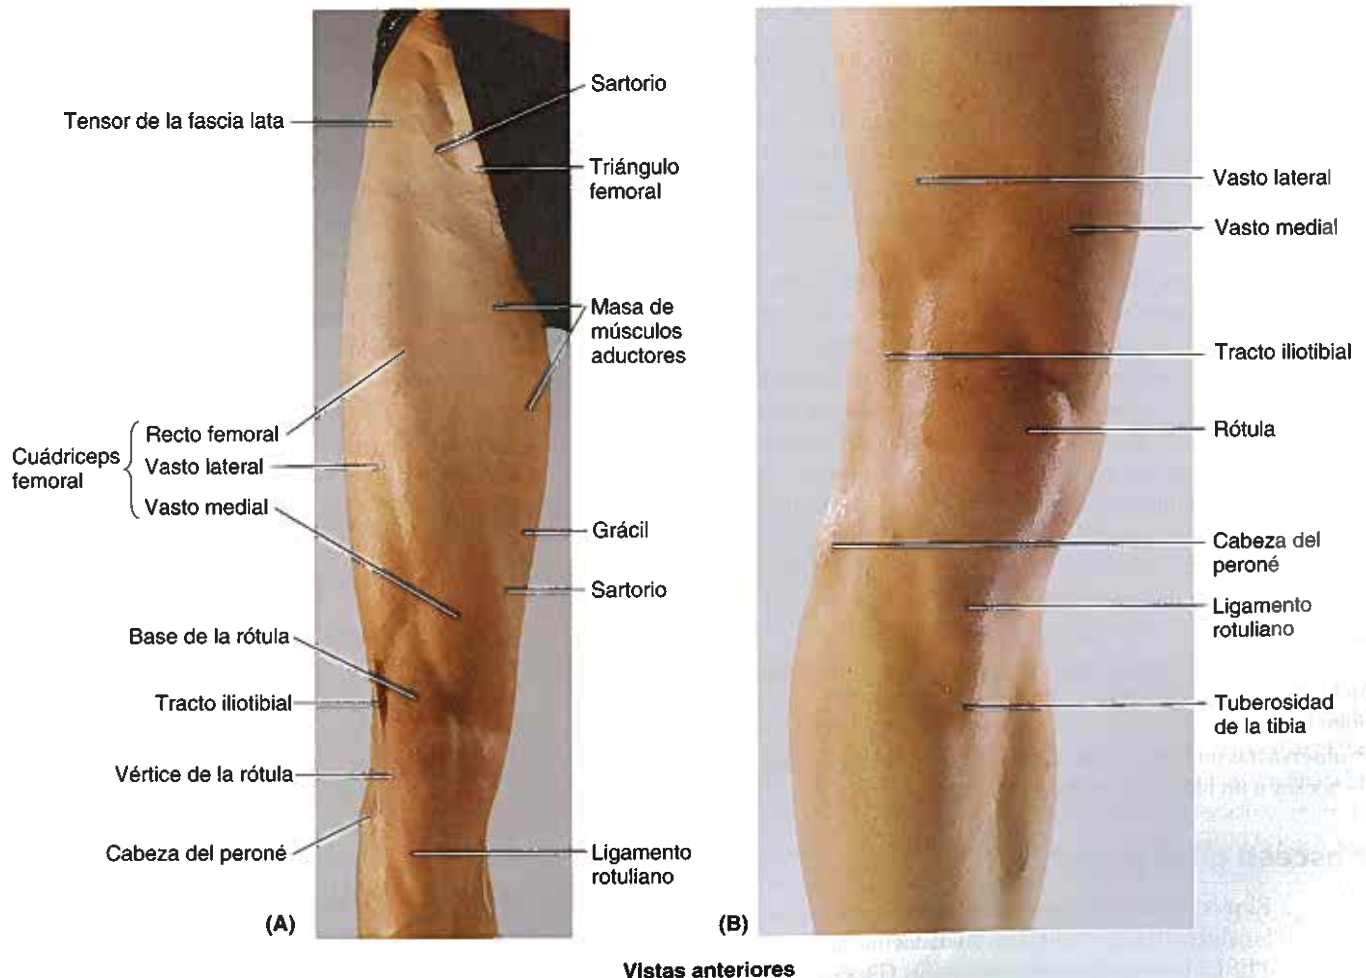 Sartorio
Tensor de la fascia lata
Triángulo
femoral
Masa de
músculos
aductores
Cuádriceps
femoral
Recto femoral
Vasto lateral
Vasto medial
Grácil
Sartorio
Base de la rótula
Tracto iliotibial
Vértice de la rótula
Cabeza del peroné
Ligamento
rotuliano
(A)
Vasto lateral
Vasto medial
Tracto iliotibial
Rótula
Cabeza del
peroné
Ligamento
rotuliano
Tuberosidad
de la tibia
(B)
Vistas anteriores